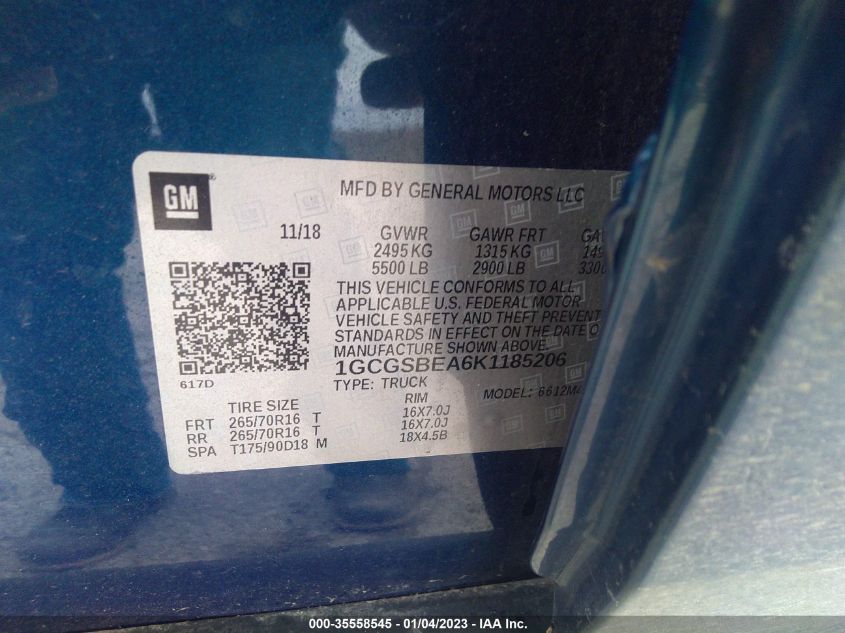 GM
MFD BY GENERAL MOTORS LLC
11/18 GVWR GAWR FRT
2495 KG 1315 KG
5500 LB 2900 LB
THIS VEHICLE CONFORMS TO ALL
APPLICABLE U.S. FEDERAL MOTOR
VEHICLE SAFETY AND THEFT PREVENT
STANDARDS IN EFFECT ON THE DATE O
MANUFACTURE SHOWN ABOVE.
1GCGSBEA6K1185206
617D
TYPE: TRUCK MODEL: 6612M4
TIRE SIZE RIM
FRT 265/70R16 T 16X7.0J
RR 265/70R16 T 16X7.0J
SPA T175/90D18 M 18X4.5B
000-35558545 - 01/04/2023 - IAA Inc.